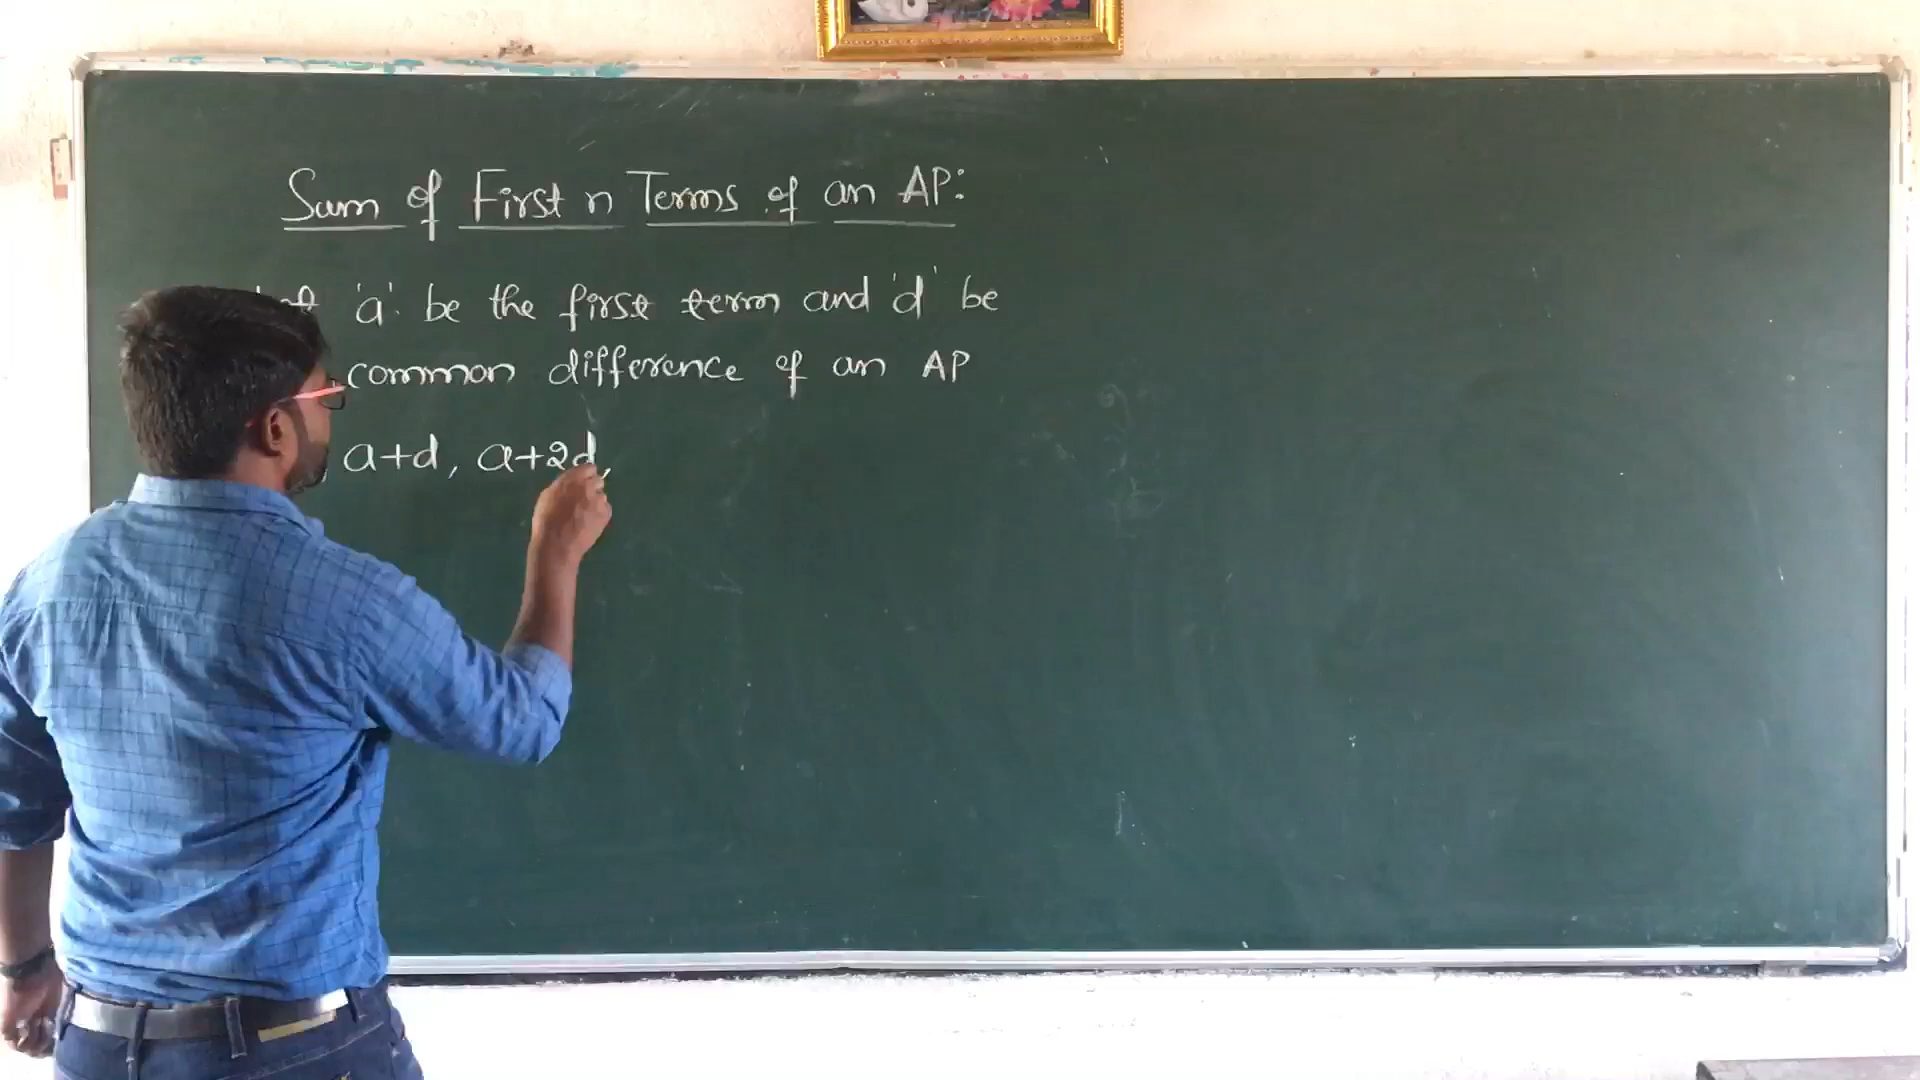 Sum of First n Terms of an AP:
'a' be the first term and 'd' be
common difference of an AP
a+d, a+2d,